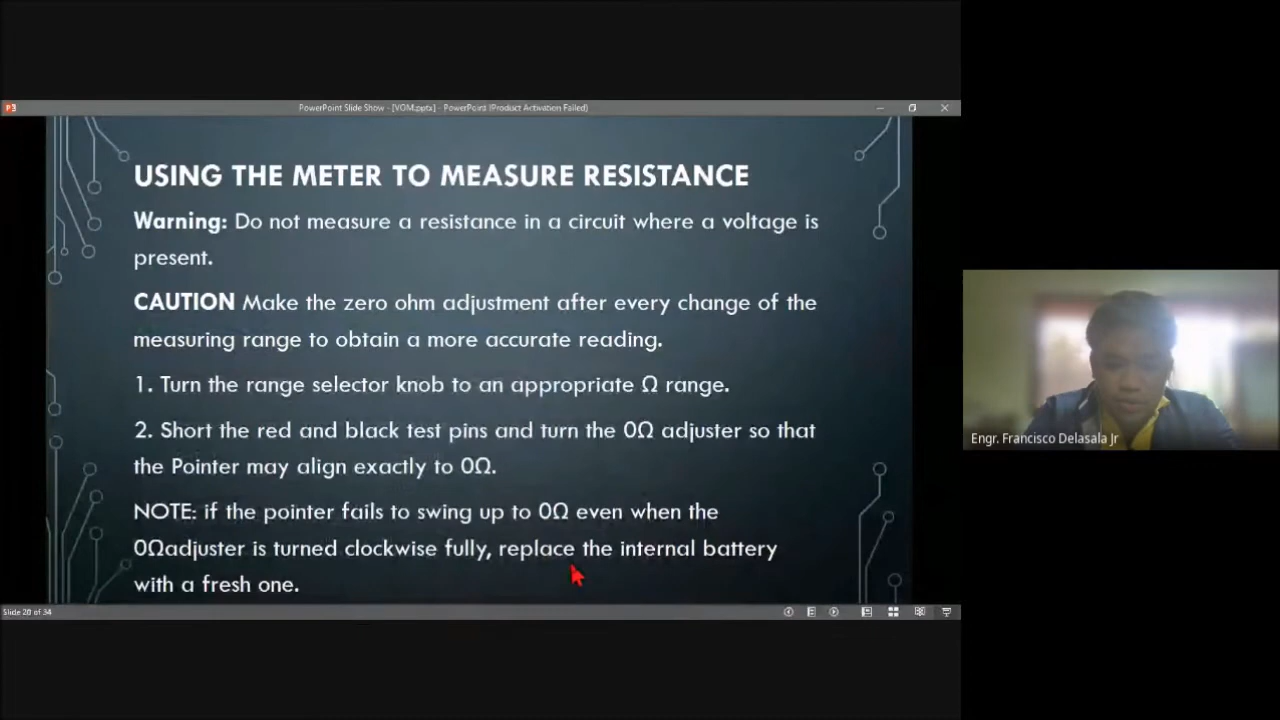 PowerPoint Slide Show - [VOM.pptx] - PowerPoint (Product Activation Failed)
USING THE METER TO MEASURE RESISTANCE
Warning: Do not measure a resistance in a circuit where a voltage is
present.
CAUTION Make the zero ohm adjustment after every change of the
measuring range to obtain a more accurate reading.
1. Turn the range selector knob to an appropriate Ω range.
2. Short the red and black test pins and turn the 0Ω adjuster so that
the Pointer may align exactly to 0Ω.
NOTE: if the pointer fails to swing up to 0Ω even when the
0Ωadjuster is turned clockwise fully, replace the internal battery
with a fresh one.
Slide 20 of 34
Engr. Francisco Delasala Jr